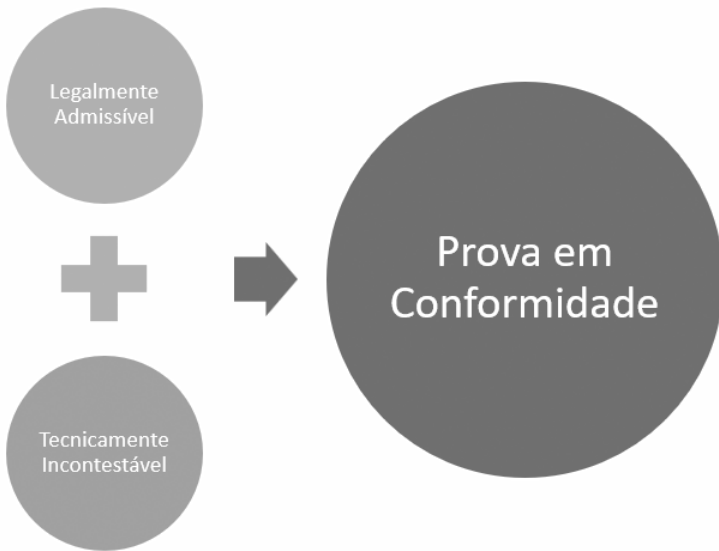 Legalmente
Admissível
Tecnicamente
Incontestável
Prova em
Conformidade